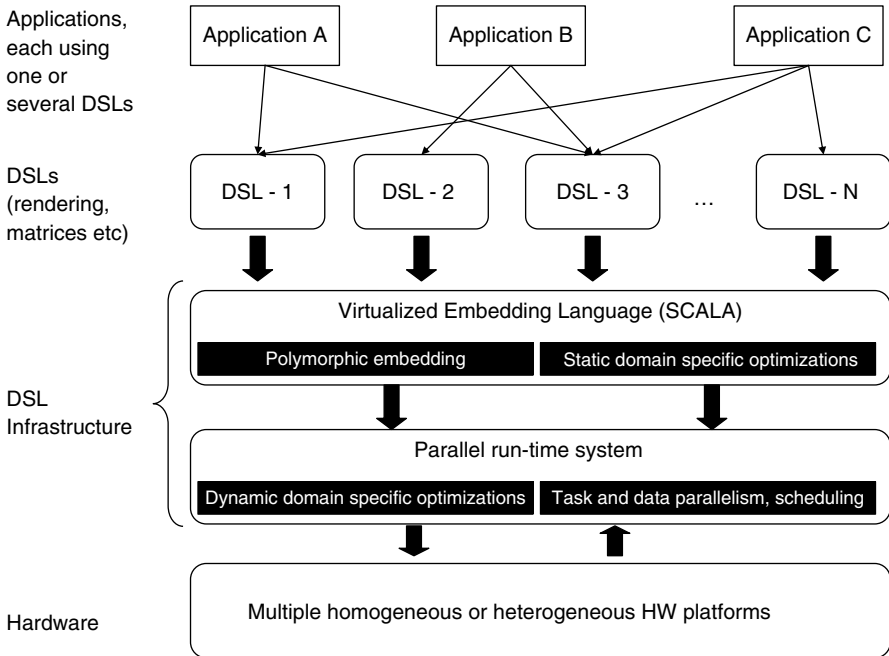 Applications,
each using
one or
several DSLs
Application A
Application B
Application C
DSLs
(rendering,
matrices etc)
DSL - 1
DSL - 2
DSL - 3
...
DSL - N
DSL
Infrastructure
Virtualized Embedding Language (SCALA)
Polymorphic embedding
Static domain specific optimizations
Parallel run-time system
Dynamic domain specific optimizations
Task and data parallelism, scheduling
Hardware
Multiple homogeneous or heterogeneous HW platforms